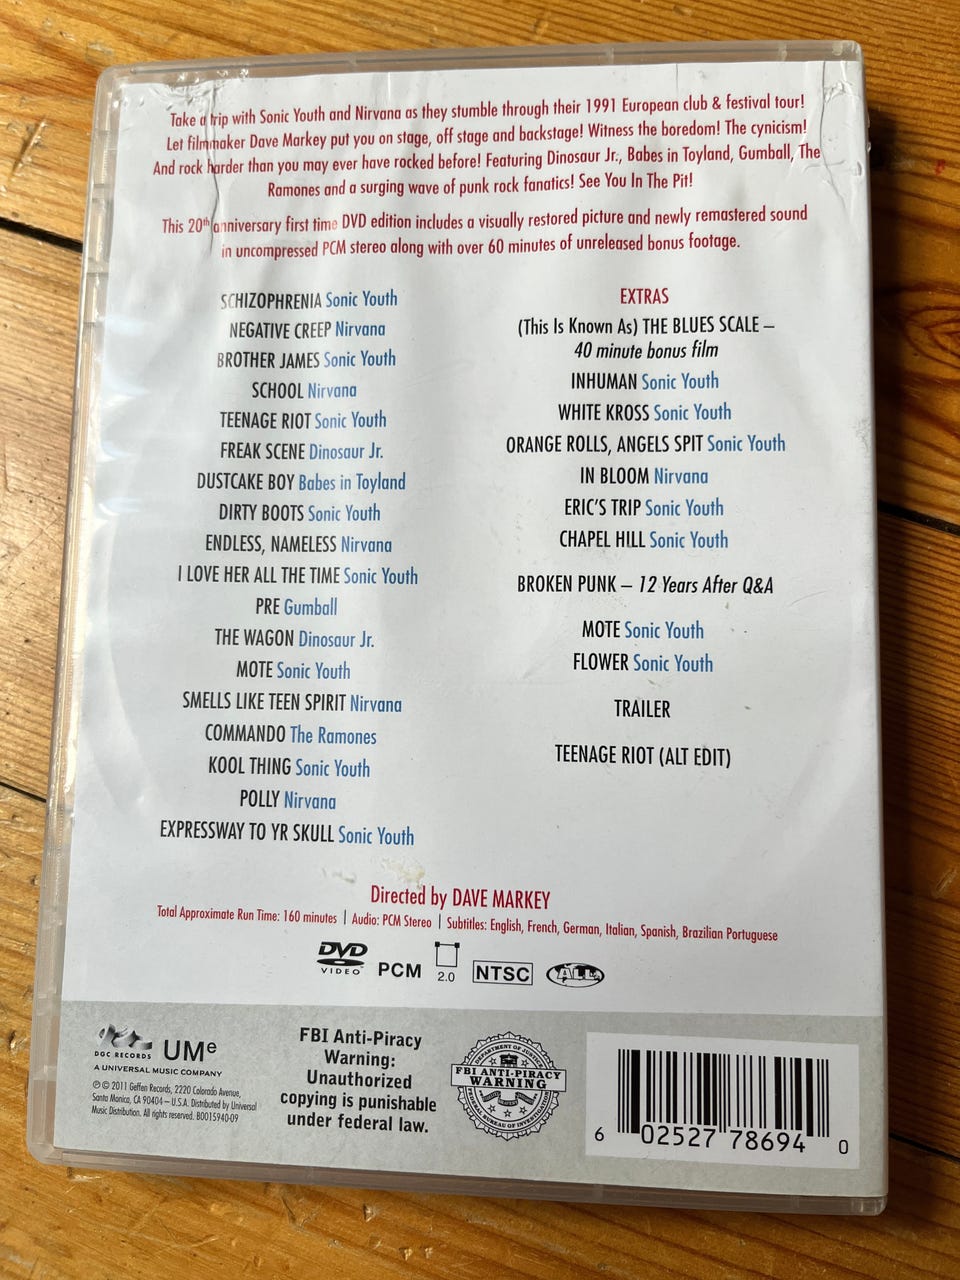 Take a trip with Sonic Youth and Nirvana as they stumble through their 1991 European club & festival tour!
Let filmmaker Dave Markey put you on stage, off stage and backstage! Witness the boredom! The cynicism!
And rock harder than you may ever have rocked before! Featuring Dinosaur Jr., Babes in Toyland, Gumball, The
Ramones and a surging wave of punk rock fanatics! See You In The Pit!
This 20th anniversary first time DVD edition includes a visually restored picture and newly remastered sound
in uncompressed PCM stereo along with over 60 minutes of unreleased bonus footage.
SCHIZOPHRENIA Sonic Youth
NEGATIVE CREEP Nirvana
BROTHER JAMES Sonic Youth
SCHOOL Nirvana
TEENAGE RIOT Sonic Youth
FREAK SCENE Dinosaur Jr.
DUSTCAKE BOY Babes in Toyland
DIRTY BOOTS Sonic Youth
ENDLESS, NAMELESS Nirvana
I LOVE HER ALL THE TIME Sonic Youth
PRE Gumball
THE WAGON Dinosaur Jr.
MOTE Sonic Youth
SMELLS LIKE TEEN SPIRIT Nirvana
COMMANDO The Ramones
KOOL THING Sonic Youth
POLLY Nirvana
EXPRESSWAY TO YR SKULL Sonic Youth
EXTRAS
(This Is Known As) THE BLUES SCALE –
40 minute bonus film
INHUMAN Sonic Youth
WHITE KROSS Sonic Youth
ORANGE ROLLS, ANGELS SPIT Sonic Youth
IN BLOOM Nirvana
ERIC'S TRIP Sonic Youth
CHAPEL HILL Sonic Youth
BROKEN PUNK – 12 Years After Q&A
MOTE Sonic Youth
FLOWER Sonic Youth
TRAILER
TEENAGE RIOT (ALT EDIT)
Directed by DAVE MARKEY
Total Approximate Run Time: 160 minutes | Audio: PCM Stereo | Subtitles: English, French, German, Italian, Spanish, Brazilian Portuguese
DVD
VIDEO
PCM
2.0
NTSC
ALL
DGC RECORDS
UMe
A UNIVERSAL MUSIC COMPANY
℗ © 2011 Geffen Records, 2220 Colorado Avenue,
Santa Monica, CA 90404 – U.S.A. Distributed by Universal
Music Distribution. All rights reserved. B0015940-09
FBI Anti-Piracy
Warning:
Unauthorized
copying is punishable
under federal law.
DEPARTMENT OF JUSTICE
FBI ANTI-PIRACY
WARNING
FEDERAL BUREAU OF INVESTIGATION
6 02527 78694 0